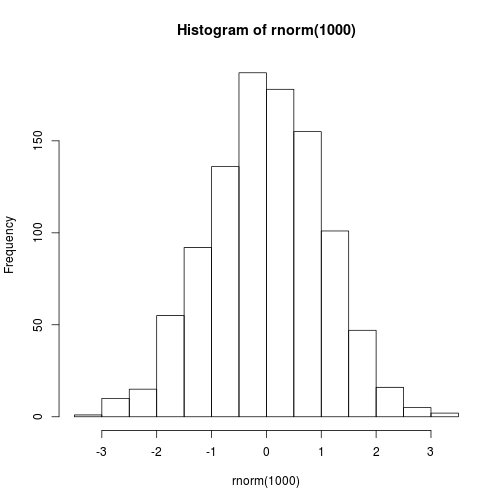 Histogram of rnorm(1000)
Frequency
150
100
50
0
-3 -2 -1 0 1 2 3
rnorm(1000)